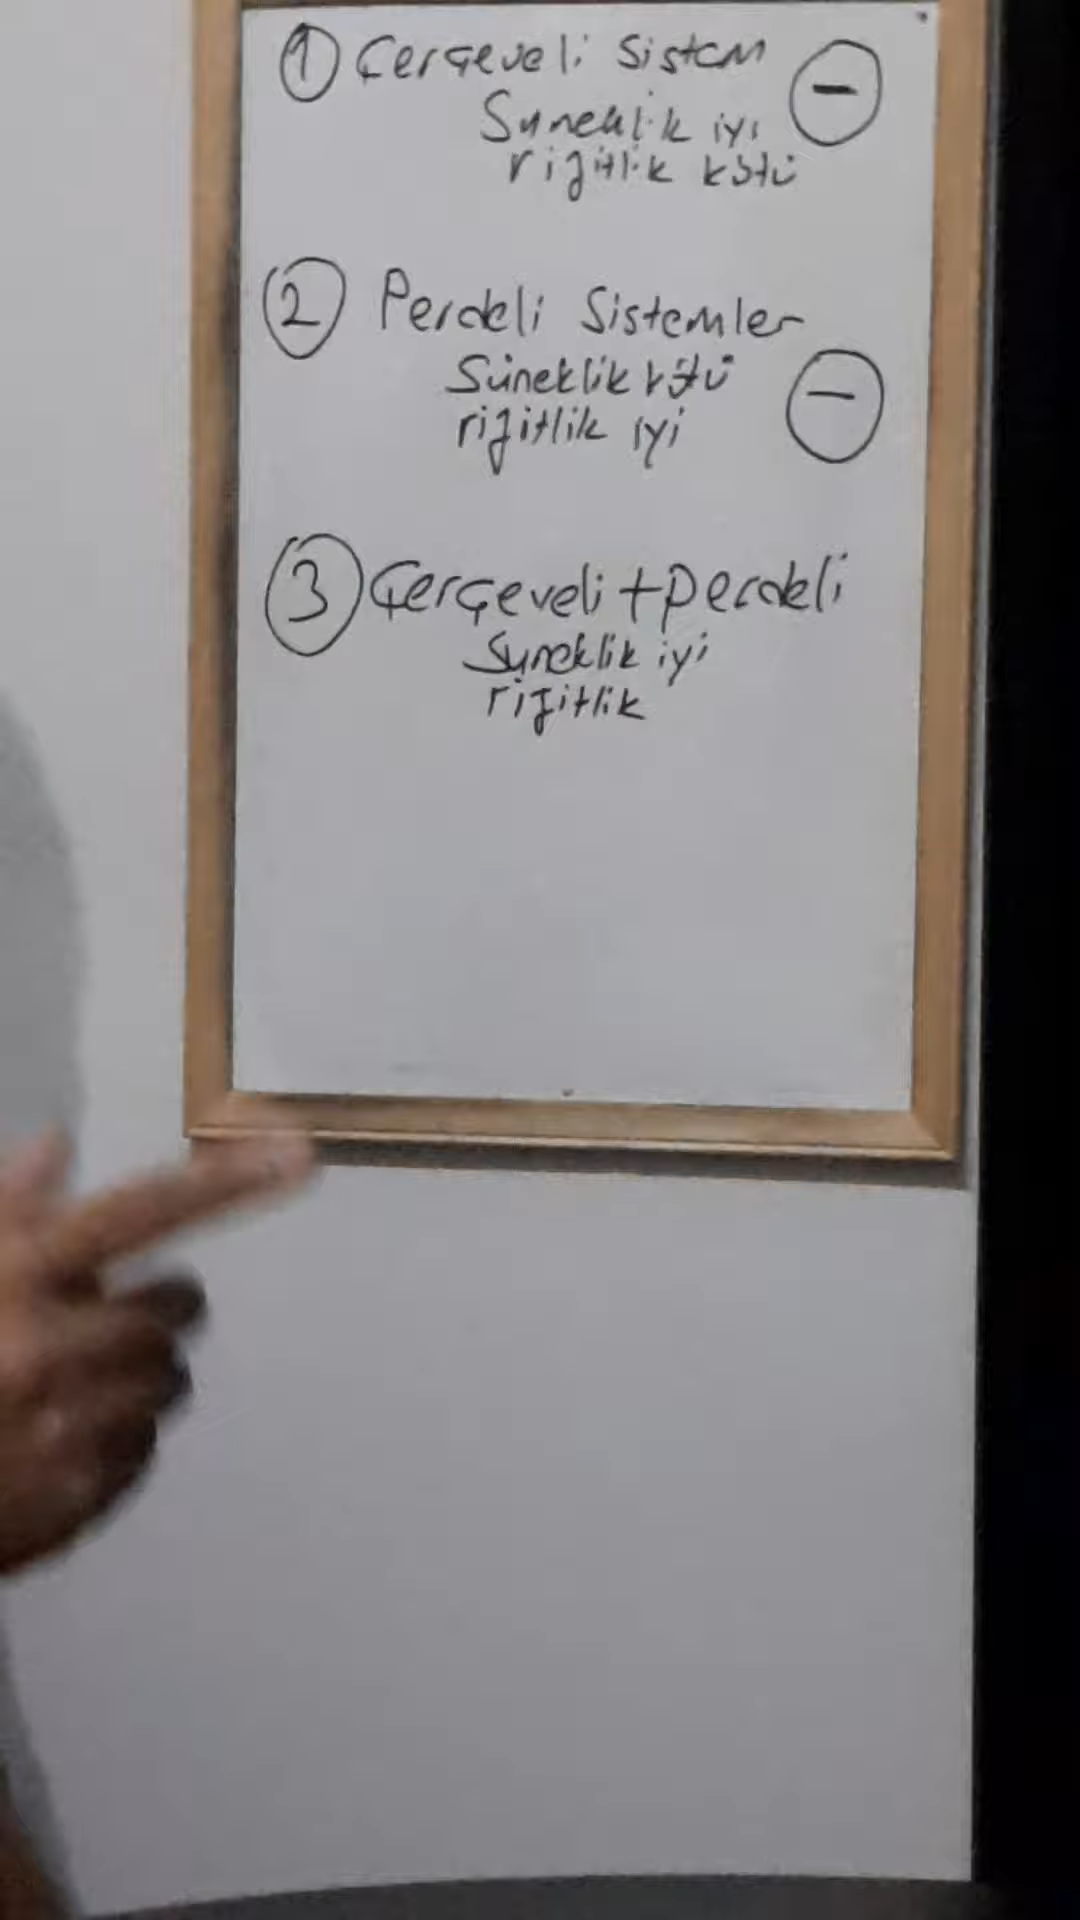 ① Çerçeveli Sistem
Süneklik iyi
rijitlik kötü
−
② Perdeli Sistemler
Süneklik kötü
rijitlik iyi
−
③ Çerçeveli + perdeli
Süneklik iyi
rijitlik